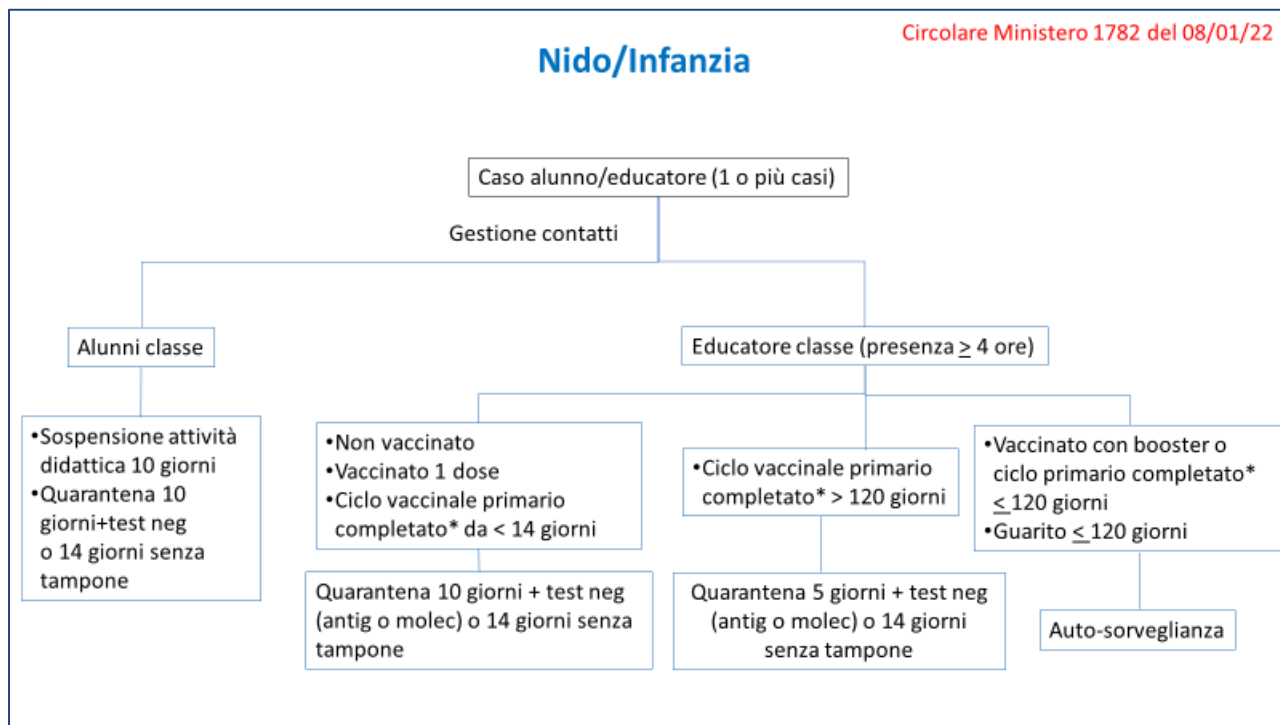 Circolare Ministero 1782 del 08/01/22
Nido/Infanzia
Caso alunno/educatore (1 o più casi)
Gestione contatti
Alunni classe
Educatore classe (presenza ≥ 4 ore)
•Sospensione attività
didattica 10 giorni
•Quarantena 10
giorni+test neg
o 14 giorni senza
tampone
•Non vaccinato
•Vaccinato 1 dose
•Ciclo vaccinale primario
completato* da < 14 giorni
•Ciclo vaccinale primario
completato* > 120 giorni
•Vaccinato con booster o
ciclo primario completato*
≤ 120 giorni
•Guarito ≤ 120 giorni
Quarantena 10 giorni + test neg
(antig o molec) o 14 giorni senza
tampone
Quarantena 5 giorni + test neg
(antig o molec) o 14 giorni
senza tampone
Auto-sorveglianza